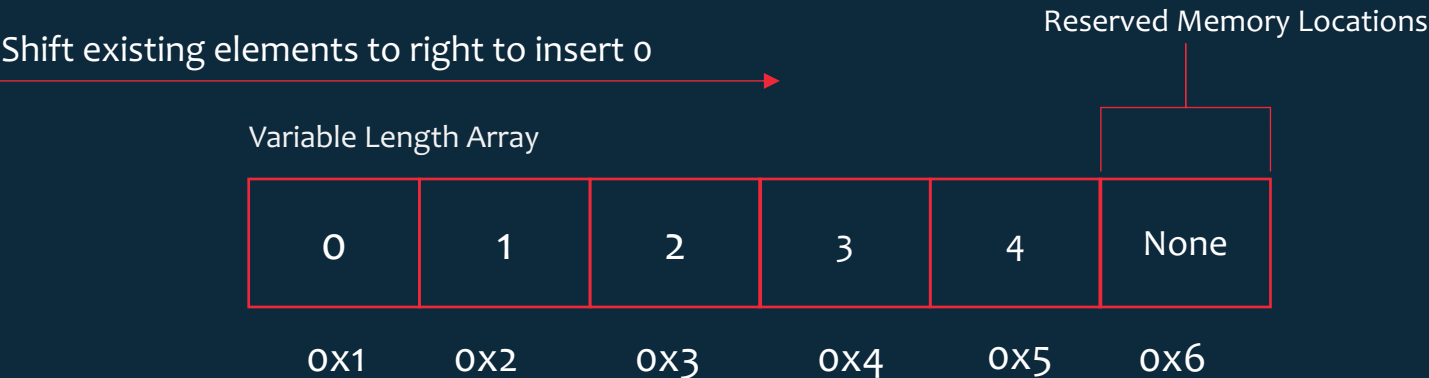 Reserved Memory Locations
Shift existing elements to right to insert 0
Variable Length Array
0 1 2 3 4 None
0x1 0x2 0x3 0x4 0x5 0x6